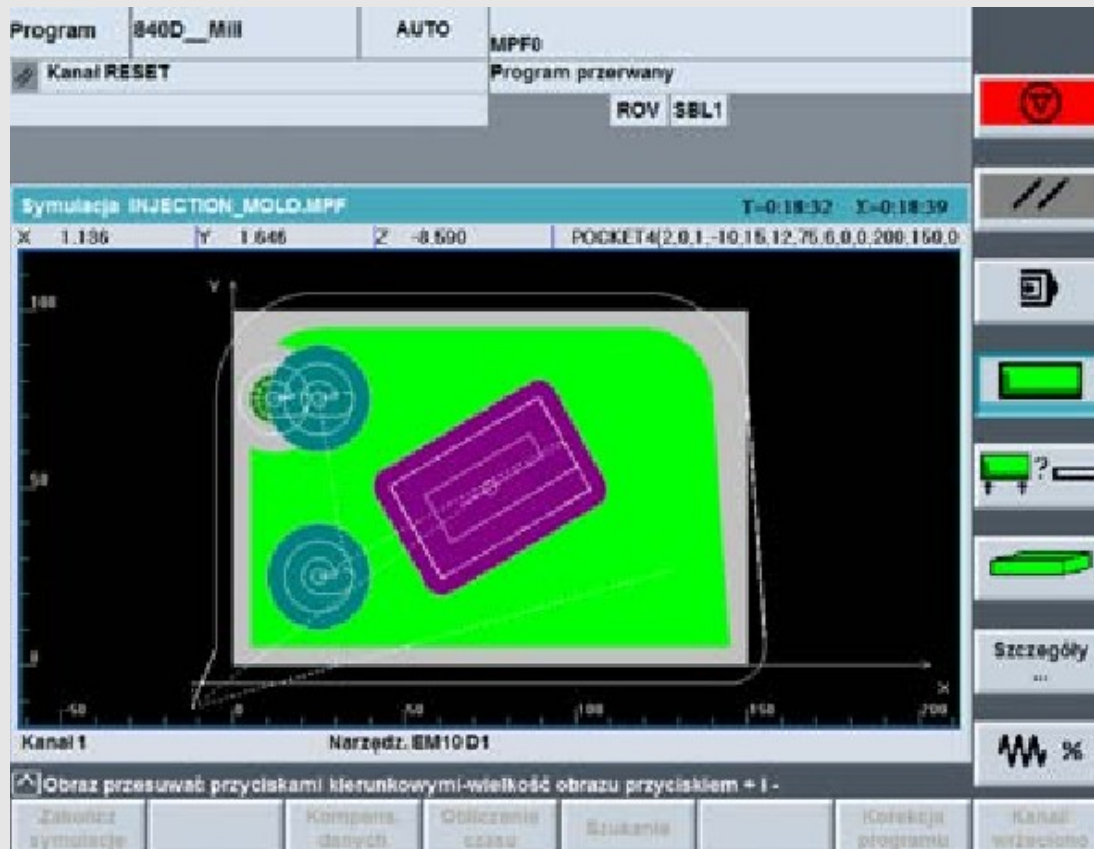 Program 840D__Mill AUTO MPF0
Kanał RESET Program przerwany
ROV SBL1
Symulacja INJECTION_MOLD.MPF T=0:18:32 Σ=0:18:39
X 1.136 Y 1.646 Z -8.590 POCKET4(2,0,1,-10,15,12,75,6,0,0,200,150,0
Y
100
50
0
X
-50 0 50 100 150 200
?
Szczegóły
...
%
Kanał 1 Narzędz. EM10 D1
Obraz przesuwać przyciskami kierunkowymi-wielkość obrazu przyciskiem + i -
Zakończ symulację
Kompens. danych
Obliczenie czasu
Szukanie
Korekcja programu
Kanał/ wrzeciono